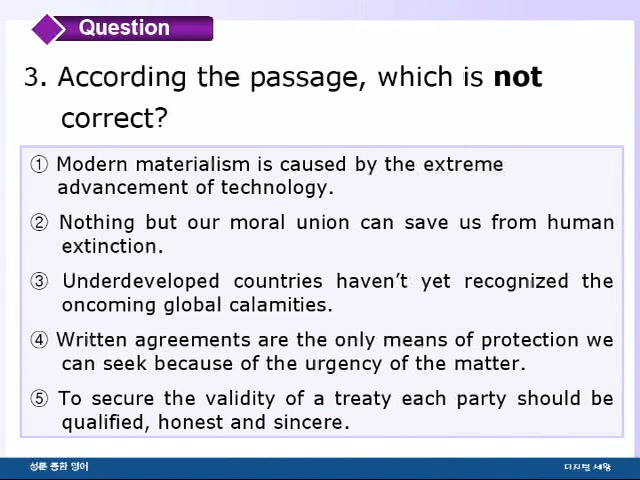 Question
3. According the passage, which is not
correct?
① Modern materialism is caused by the extreme
advancement of technology.
② Nothing but our moral union can save us from human
extinction.
③ Underdeveloped countries haven't yet recognized the
oncoming global calamities.
④ Written agreements are the only means of protection we
can seek because of the urgency of the matter.
⑤ To secure the validity of a treaty each party should be
qualified, honest and sincere.
성문 종합 영어
디지털 세왕